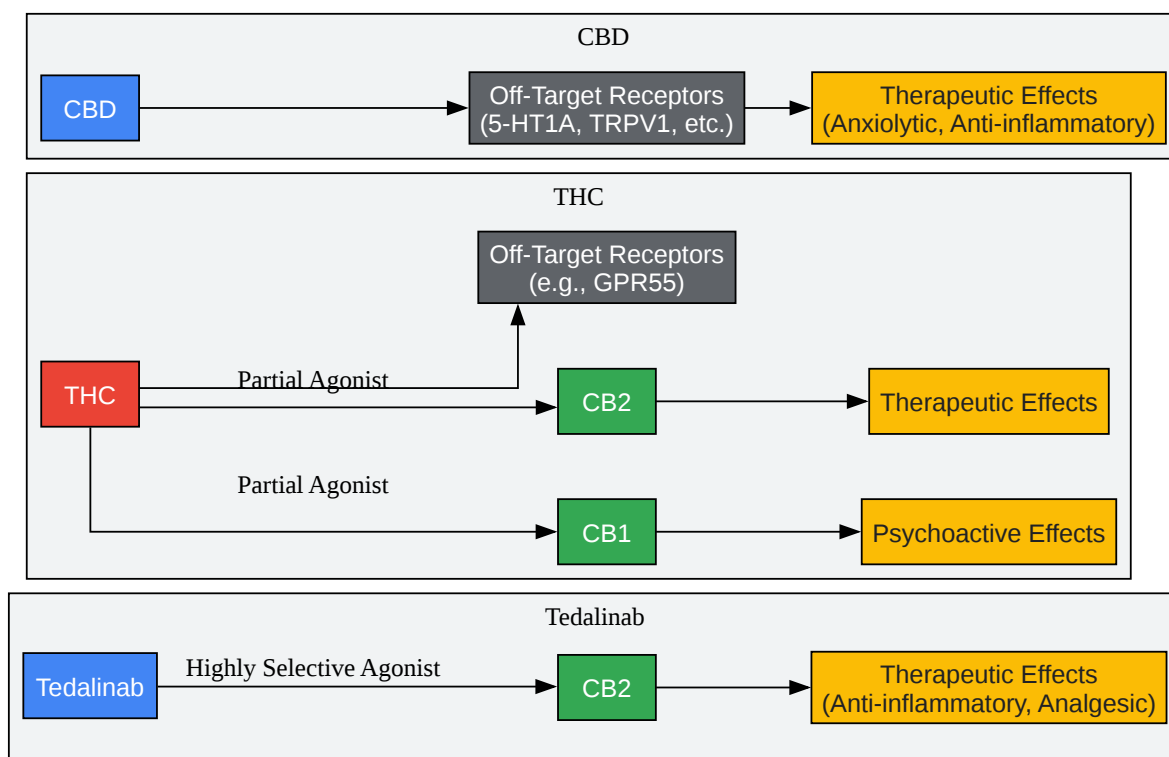 CBD
CBD
Off-Target Receptors
(5-HT1A, TRPV1, etc.)
Therapeutic Effects
(Anxiolytic, Anti-inflammatory)
THC
Off-Target Receptors
(e.g., GPR55)
THC
Partial Agonist
CB2
Therapeutic Effects
Partial Agonist
CB1
Psychoactive Effects
Tedalinab
Tedalinab
Highly Selective Agonist
CB2
Therapeutic Effects
(Anti-inflammatory, Analgesic)